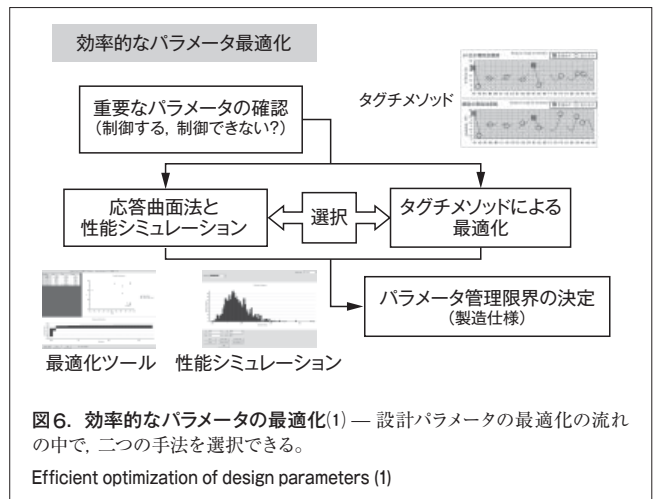 効率的なパラメータ最適化
重要なパラメータの確認
(制御する, 制御できない?)
タグチメソッド
応答曲面法と
性能シミュレーション
選択
タグチメソッドによる
最適化
パラメータ管理限界の決定
(製造仕様)
最適化ツール
性能シミュレーション
図6. 効率的なパラメータの最適化(1) — 設計パラメータの最適化の流れ
の中で, 二つの手法を選択できる。
Efficient optimization of design parameters (1)